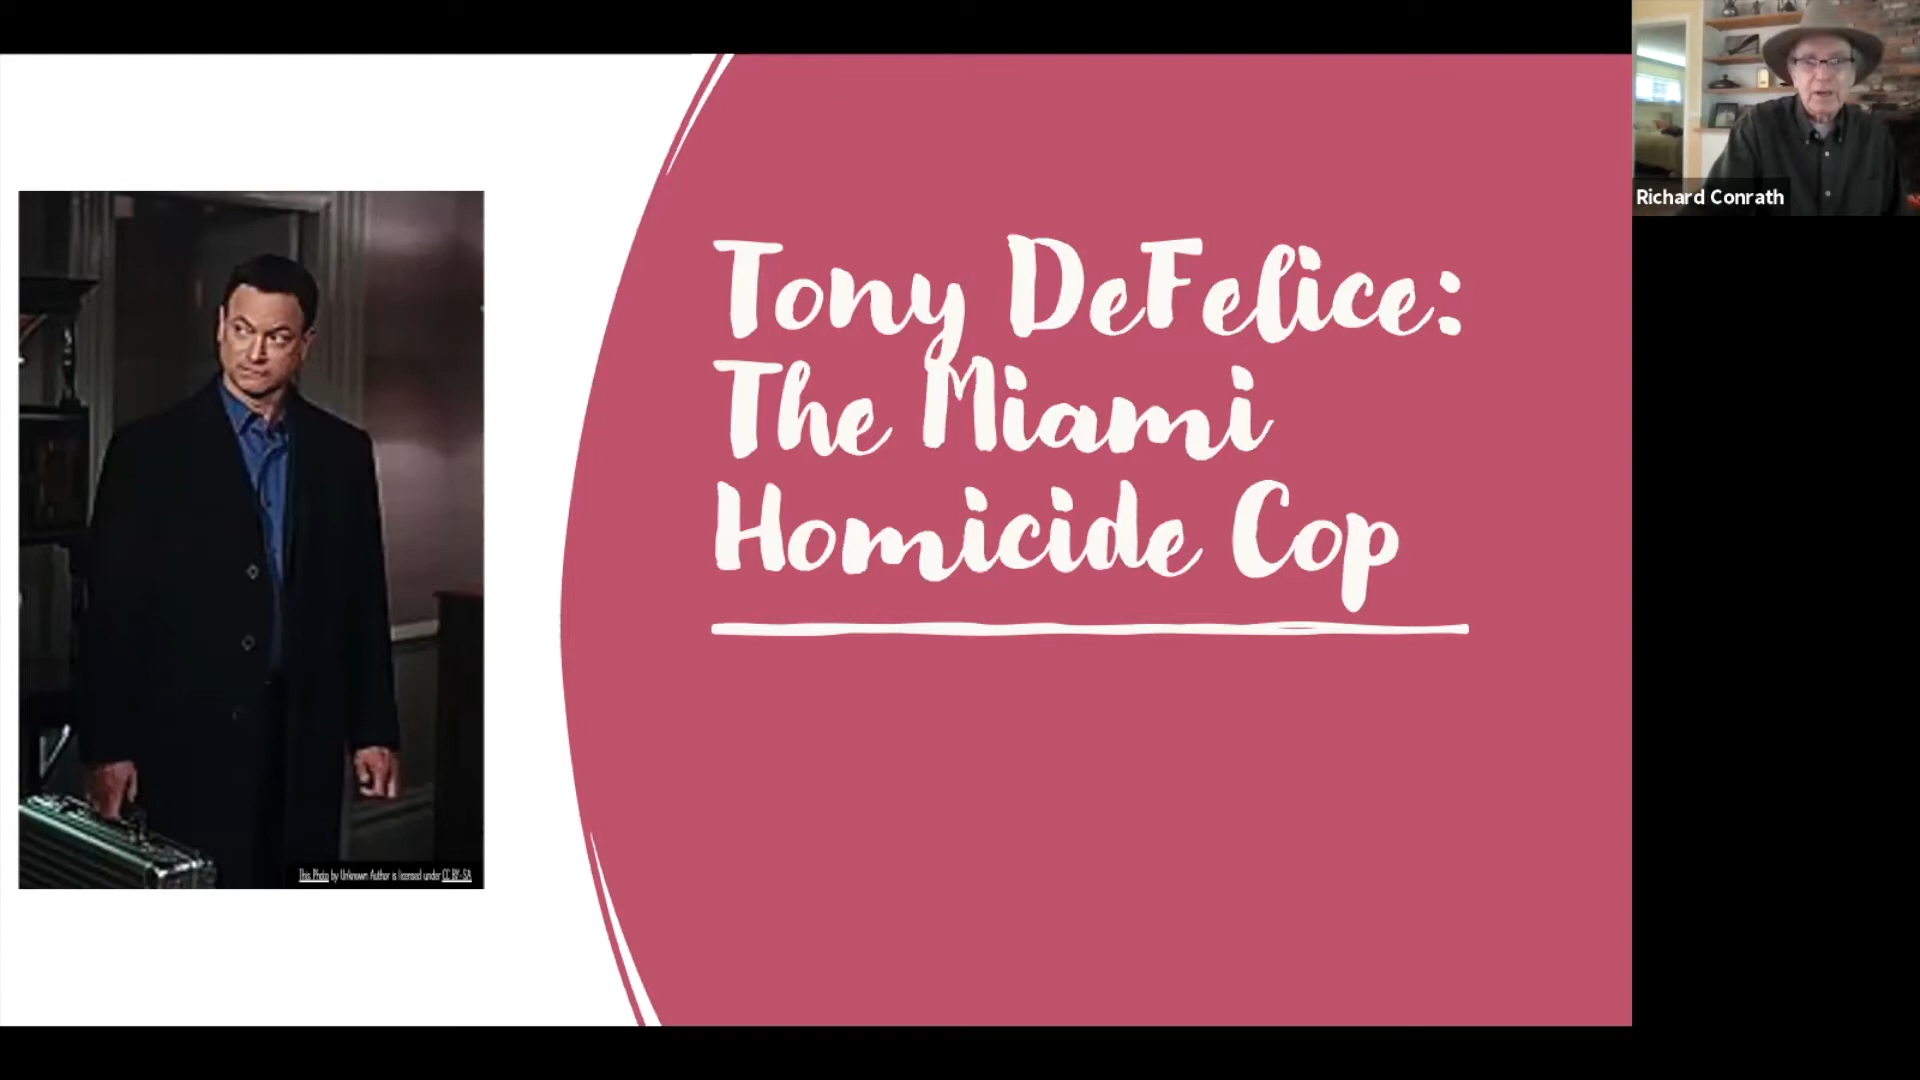 Richard Conrath
Tony DeFelice:
The Miami
Homicide Cop
This Photo by Unknown Author is licensed under CC BY-SA